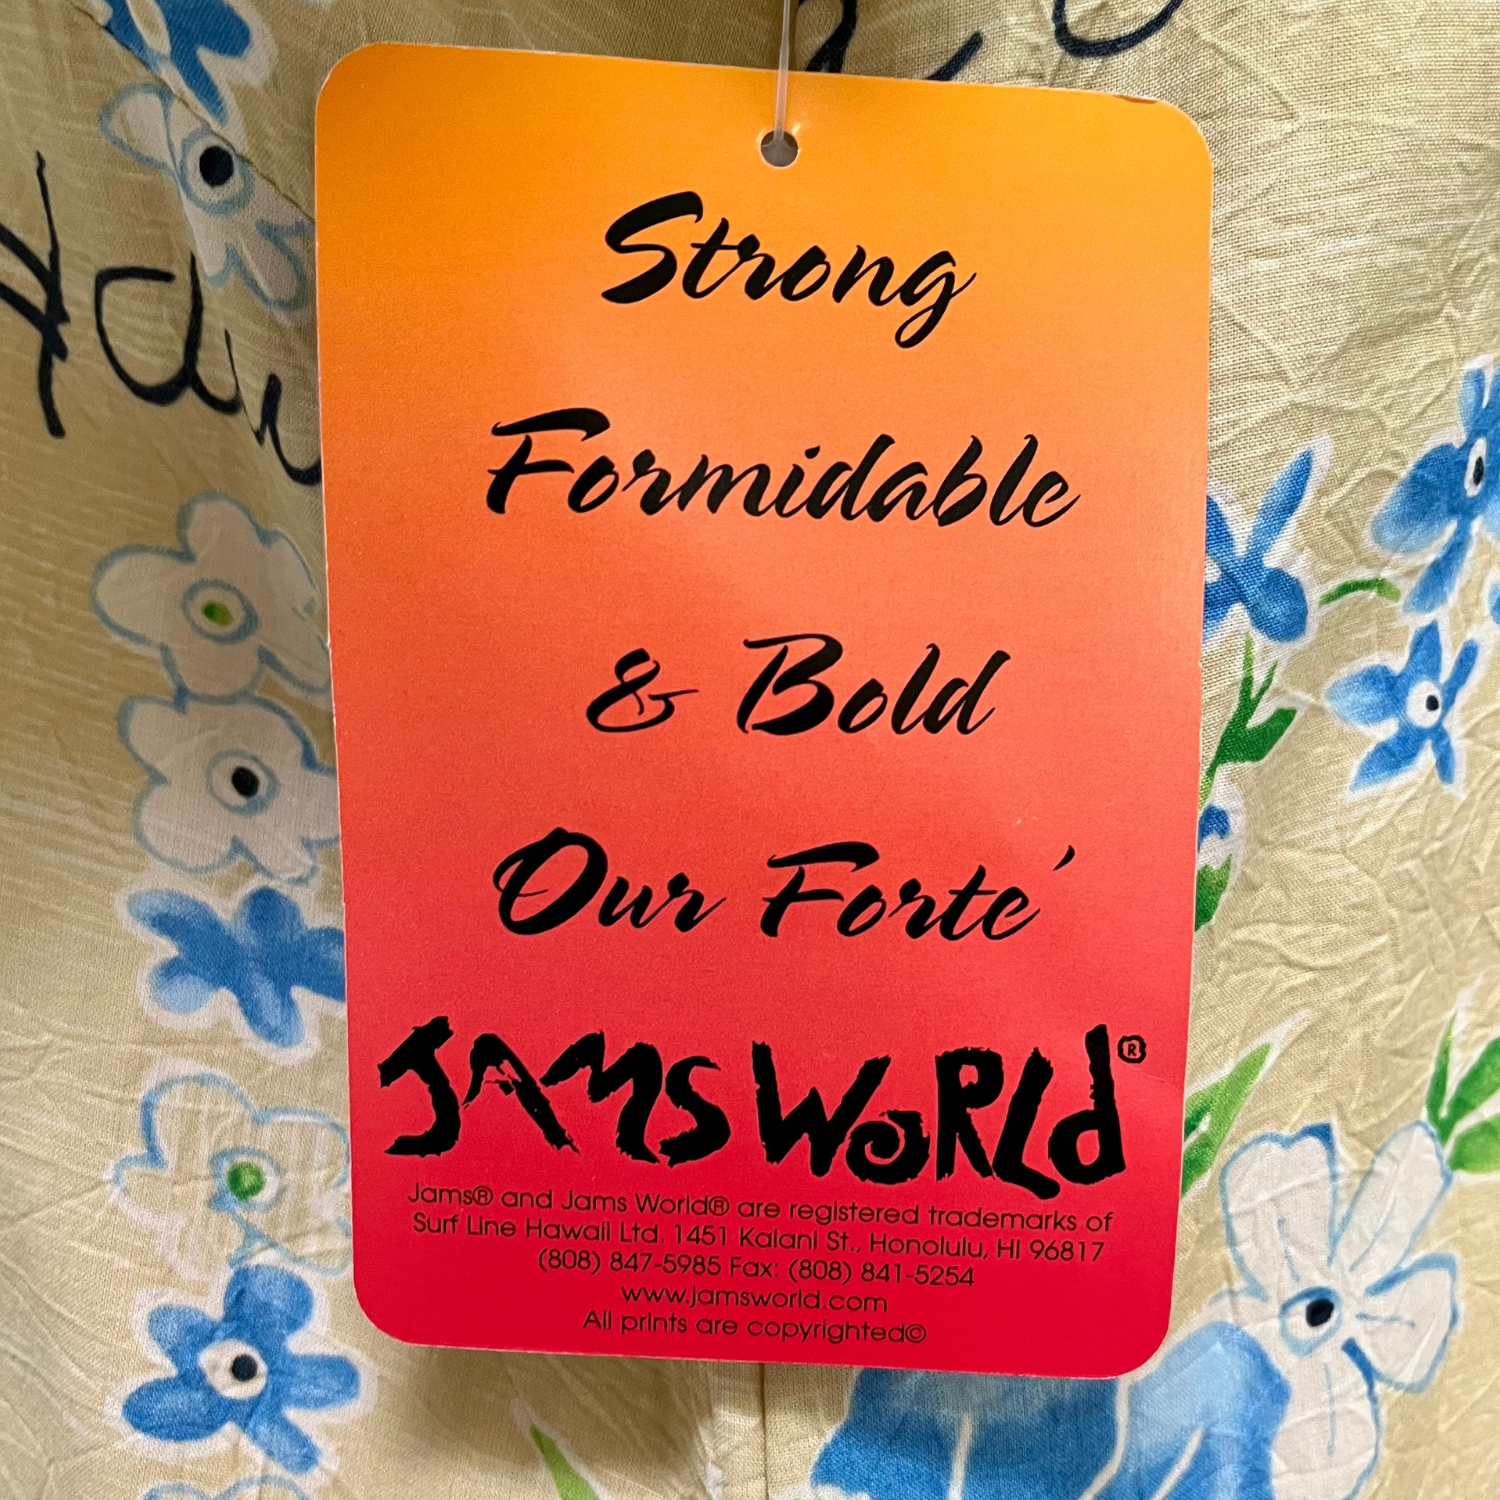 Strong
Formidable
& Bold
Our Forte´
JAMS WORLD®
Jams® and Jams World® are registered trademarks of
Surf Line Hawaii Ltd. 1451 Kalani St., Honolulu, HI 96817
(808) 847-5985 Fax: (808) 841-5254
www.jamsworld.com
All prints are copyrighted©